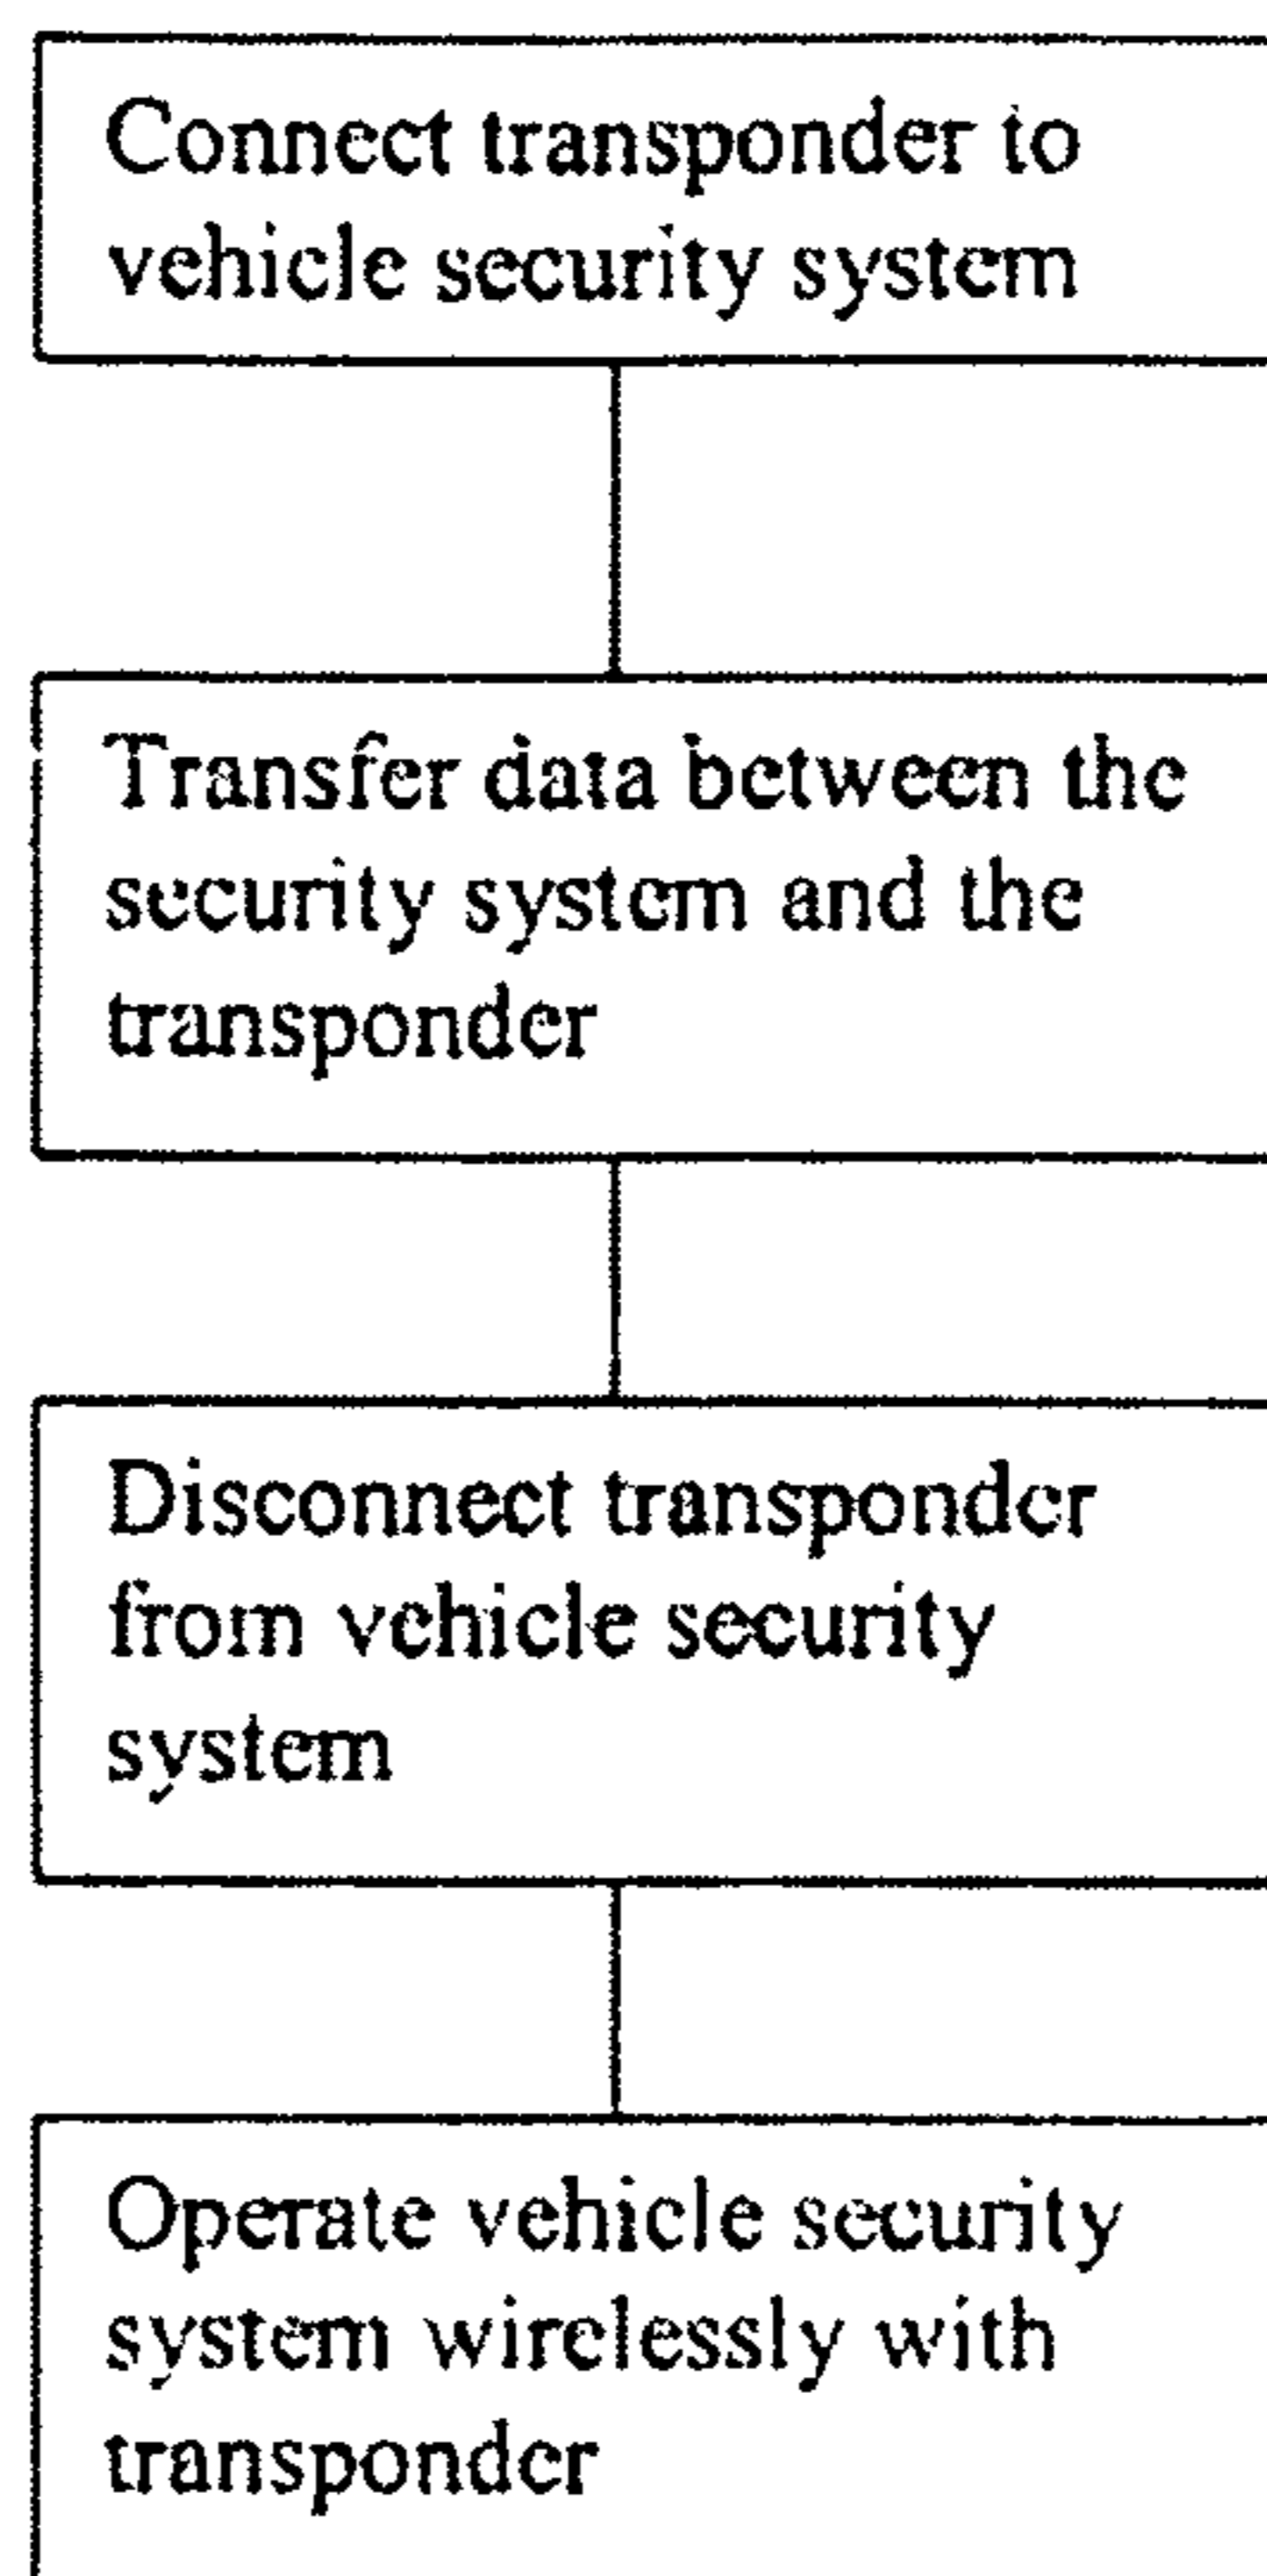 Connect transponder to
vehicle security system
Transfer data between the
security system and the
transponder
Disconnect transponder
from vehicle security
system
Operate vehicle security
system wirelessly with
transponder